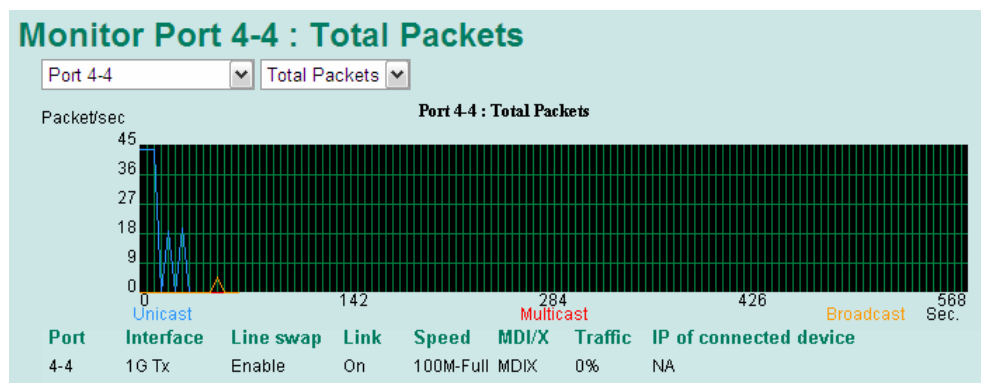 Monitor Port 4-4 : Total Packets
Port 4-4 Total Packets
Port 4-4 : Total Packets
Packet/sec
45
36
27
18
9
0
0 142 284 426 568
Unicast Multicast Broadcast Sec.
Port Interface Line swap Link Speed MDI/X Traffic IP of connected device
4-4 1G Tx Enable On 100M-Full MDIX 0% NA